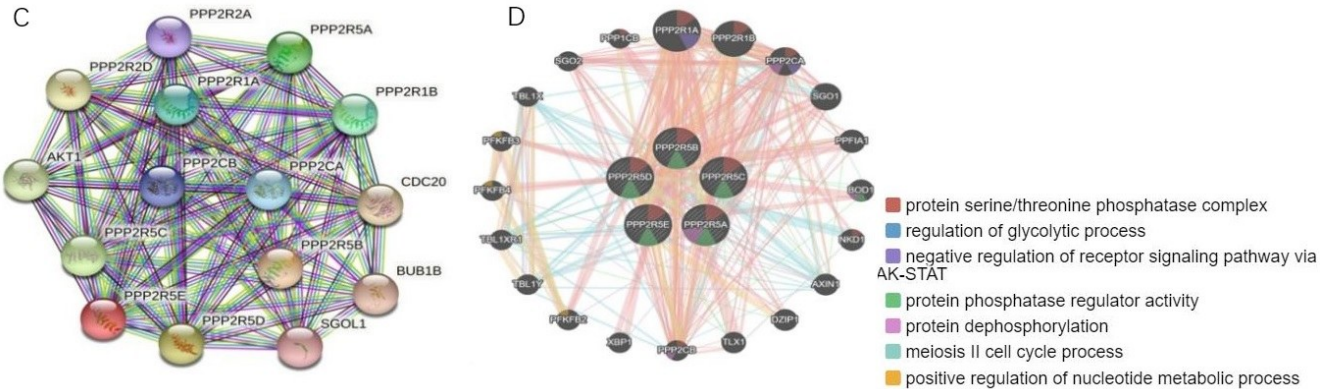 C
PPP2R2A
PPP2R5A
PPP2R2D
PPP2R1A
PPP2R1B
AKT1
PPP2CB
PPP2CA
CDC20
PPP2R5C
PPP2R5B
BUB1B
PPP2R5E
PPP2R5D
SGOL1
D
PPP2R1A
PPP2R1B
PPP1CB
PPP2CA
SGO2
SGO1
TBL1X
PPFIA1
PFKFB3
PPP2R5B
PPP2R5D
PPP2R5C
BOD1
PFKFB4
PPP2R5E
PPP2R5A
TBL1XR1
NKD1
TBL1Y
AXIN1
PFKFB2
DZIP1
XBP1
PPP2CB
TLX1
protein serine/threonine phosphatase complex
regulation of glycolytic process
negative regulation of receptor signaling pathway via
AK-STAT
protein phosphatase regulator activity
protein dephosphorylation
meiosis II cell cycle process
positive regulation of nucleotide metabolic process